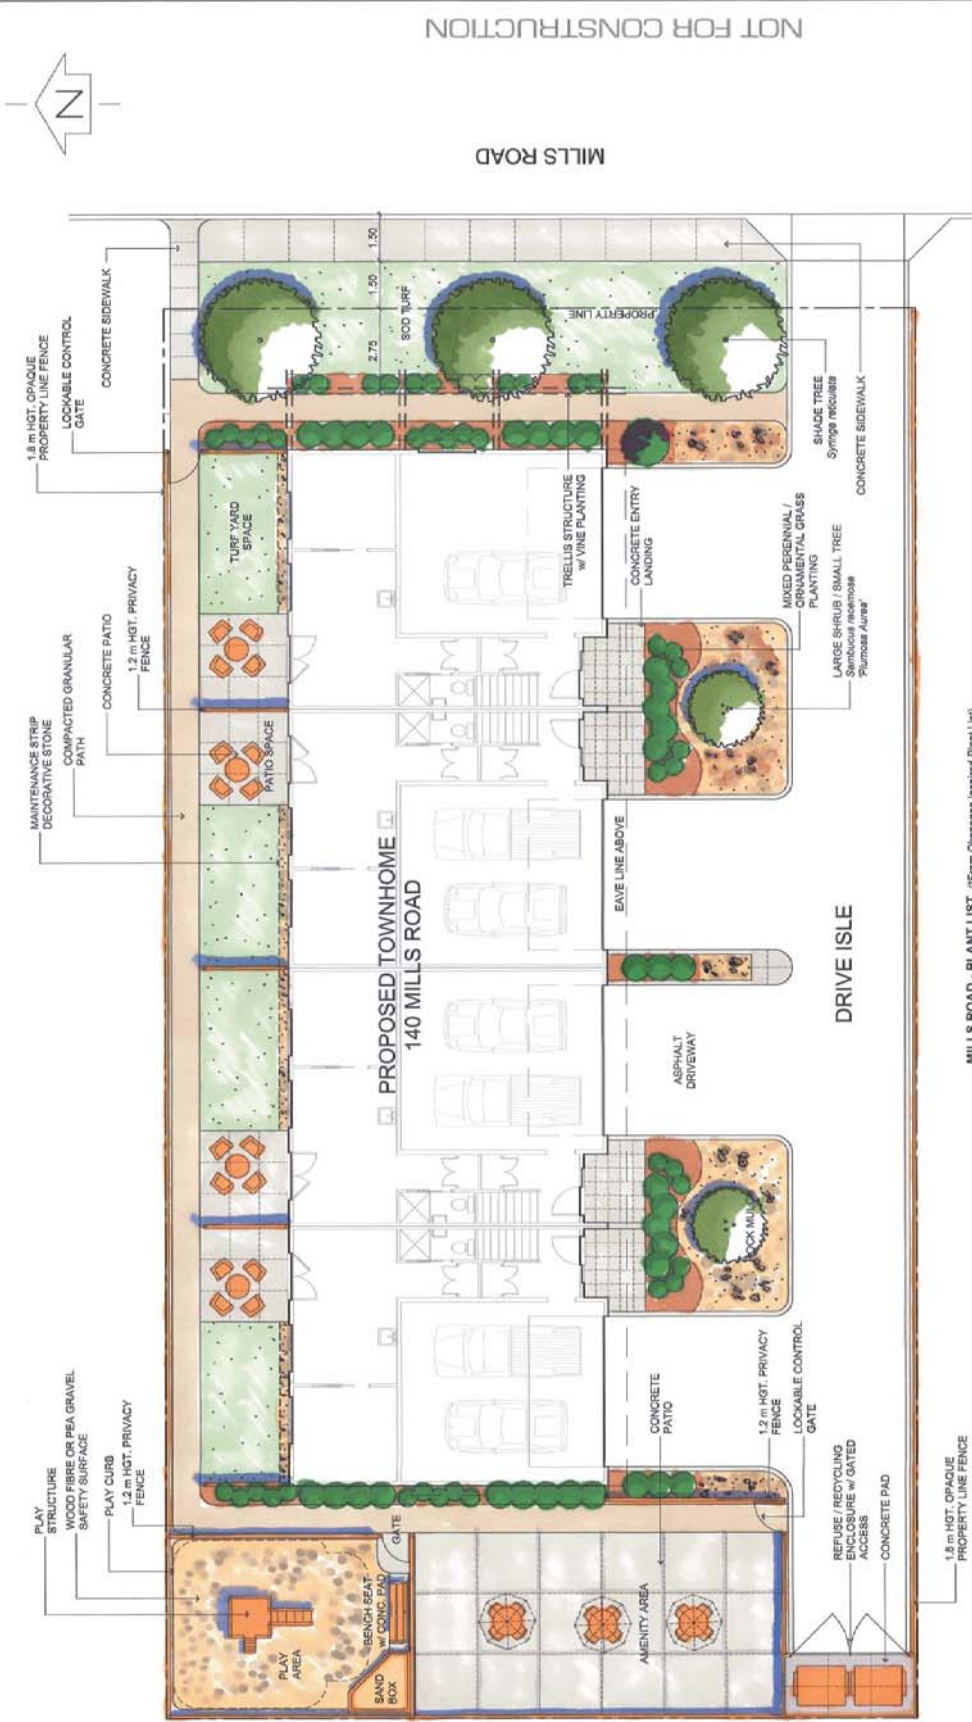 NOT FOR CONSTRUCTION
N
MILLS ROAD
1.8 m HGT. OPAQUE
PROPERTY LINE FENCE
LOCKABLE CONTROL
GATE
CONCRETE SIDEWALK
1.50
1.50
2.75
SOD TURF
PROPERTY LINE
SHADE TREE
Syringa reticulata
CONCRETE SIDEWALK
TURF YARD
SPACE
TRELLIS STRUCTURE
w/ VINE PLANTING
CONCRETE ENTRY
LANDING
MIXED PERENNIAL /
ORNAMENTAL GRASS
PLANTING
LARGE SHRUB / SMALL TREE
Sambucus racemosa
'Plumosa Aurea'
MAINTENANCE STRIP
DECORATIVE STONE
COMPACTED GRANULAR
PATH
CONCRETE PATIO
1.2 m HGT. PRIVACY
FENCE
PATIO SPACE
PROPOSED TOWNHOME
140 MILLS ROAD
EAVE LINE ABOVE
ASPHALT
DRIVEWAY
DRIVE ISLE
MILLS ROAD - PLANT LIST
PLAY
STRUCTURE
WOOD FIBRE OR PEA GRAVEL
SAFETY SURFACE
PLAY CURB
1.2 m HGT. PRIVACY
FENCE
GATE
BENCH SEAT
w/ CONC. PAD
PLAY
AREA
SAND
BOX
AMENITY AREA
CONCRETE
PATIO
1.2 m HGT. PRIVACY
FENCE
LOCKABLE CONTROL
GATE
REFUSE / RECYCLING
ENCLOSURE w/ GATED
ACCESS
CONCRETE PAD
1.8 m HGT. OPAQUE
PROPERTY LINE FENCE